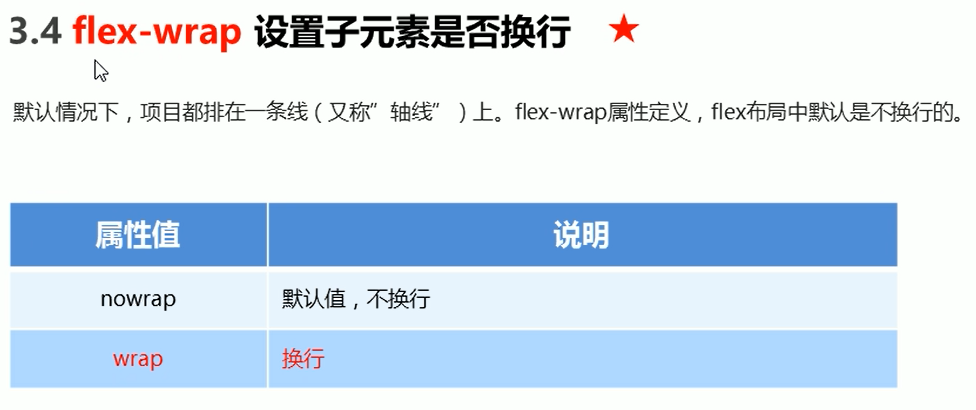 3.4 flex-wrap 设置子元素是否换行 ★
默认情况下，项目都排在一条线（又称”轴线”）上。flex-wrap属性定义，flex布局中默认是不换行的。
属性值 说明
nowrap 默认值，不换行
wrap 换行